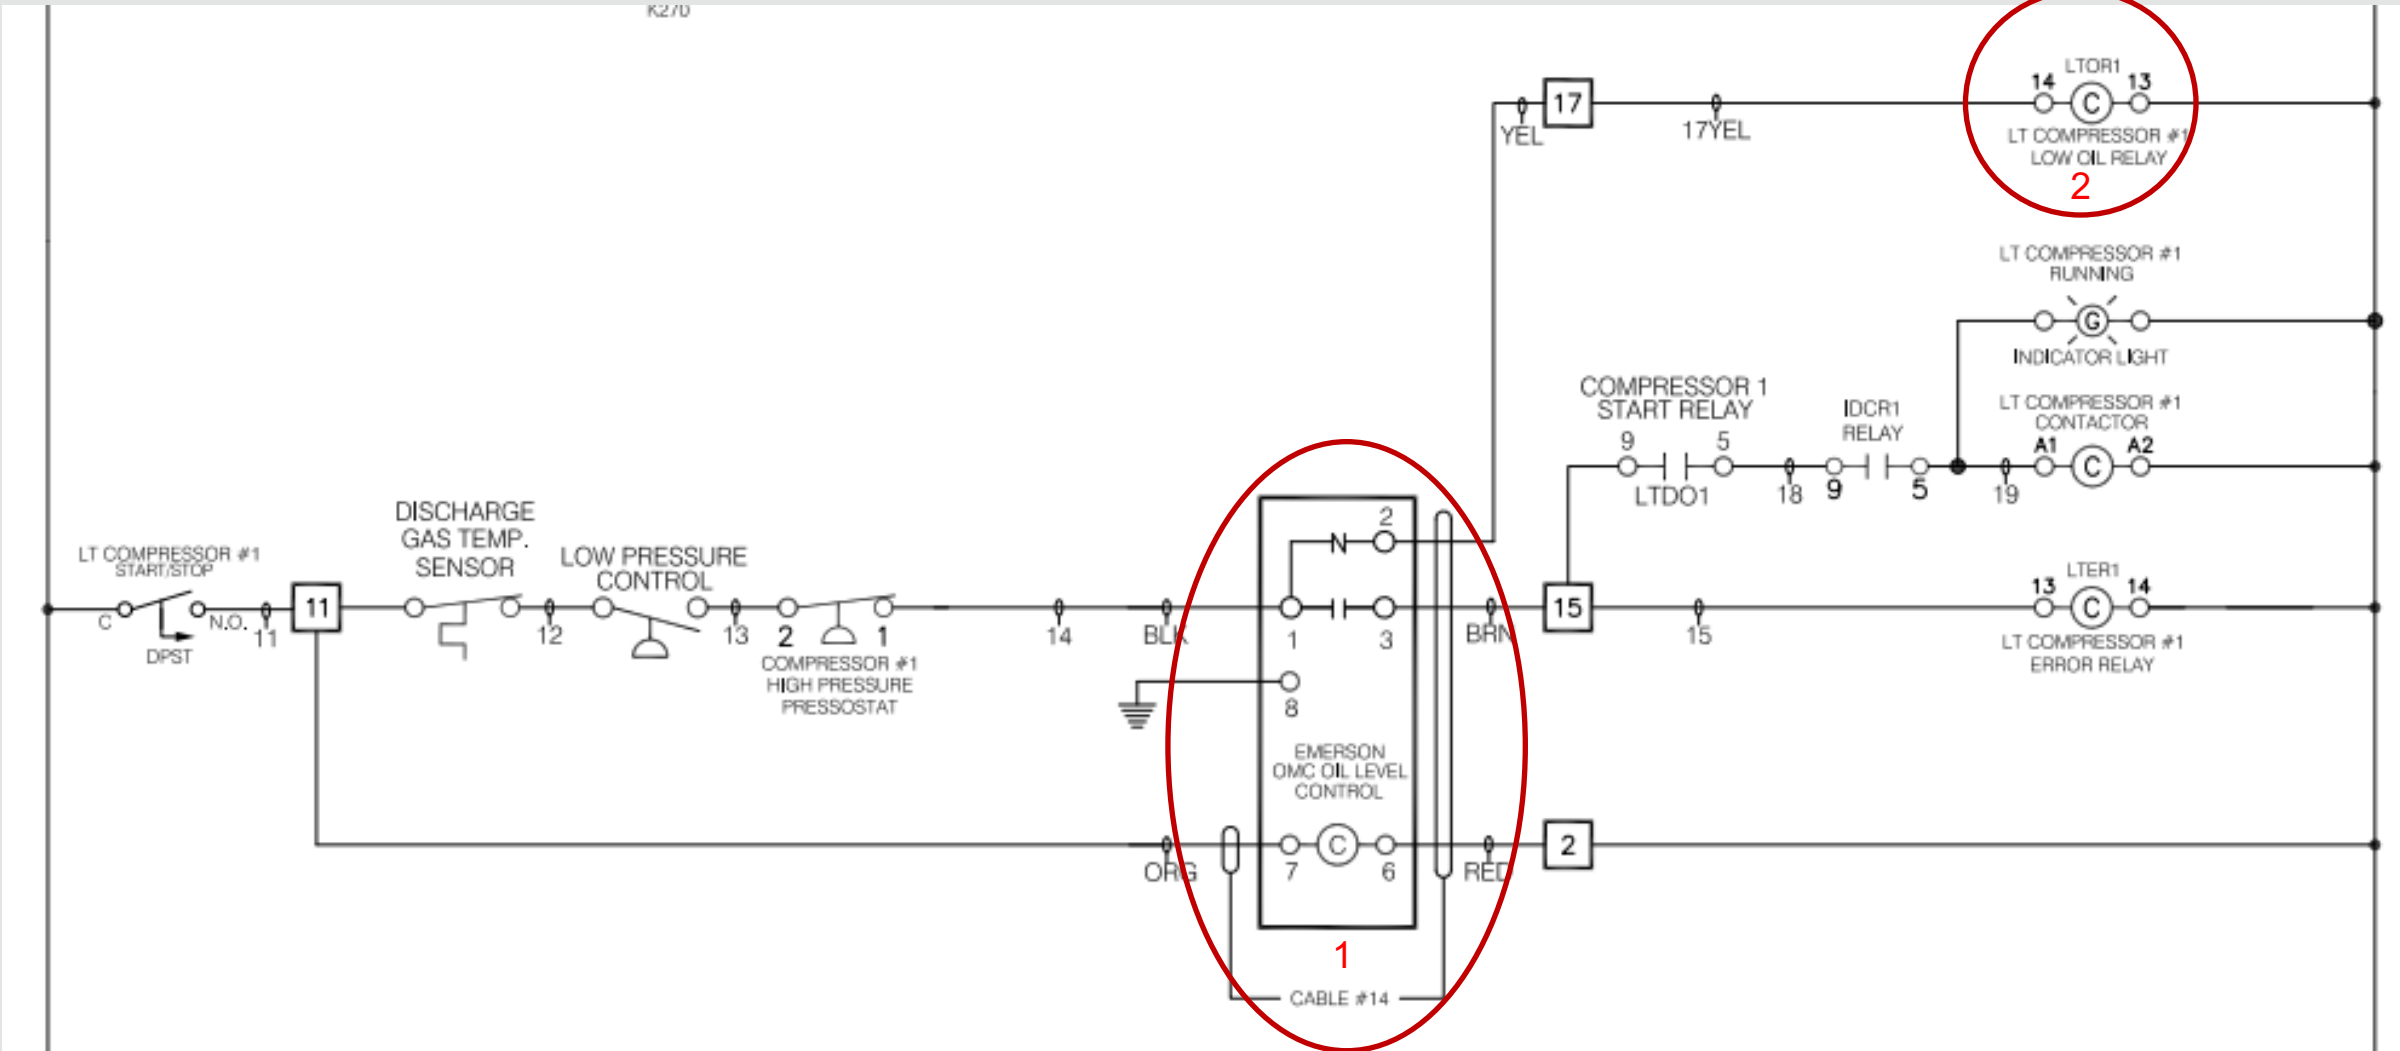 K270
LTOR1
14
C
13
LT COMPRESSOR #1
LOW OIL RELAY
2
YEL
17
17YEL
LT COMPRESSOR #1
RUNNING
G
INDICATOR LIGHT
COMPRESSOR 1
START RELAY
9
5
LTDO1
18
IDCR1
RELAY
9
5
19
LT COMPRESSOR #1
CONTACTOR
A1
C
A2
LT COMPRESSOR #1
START/STOP
C
N.O.
DPST
11
11
DISCHARGE
GAS TEMP.
SENSOR
12
LOW PRESSURE
CONTROL
13
2
1
COMPRESSOR #1
HIGH PRESSURE
PRESSOSTAT
14
BLK
N
2
1
3
8
EMERSON
OMC OIL LEVEL
CONTROL
BRN
15
15
LTER1
13
C
14
LT COMPRESSOR #1
ERROR RELAY
ORG
7
C
6
RED
2
1
CABLE #14